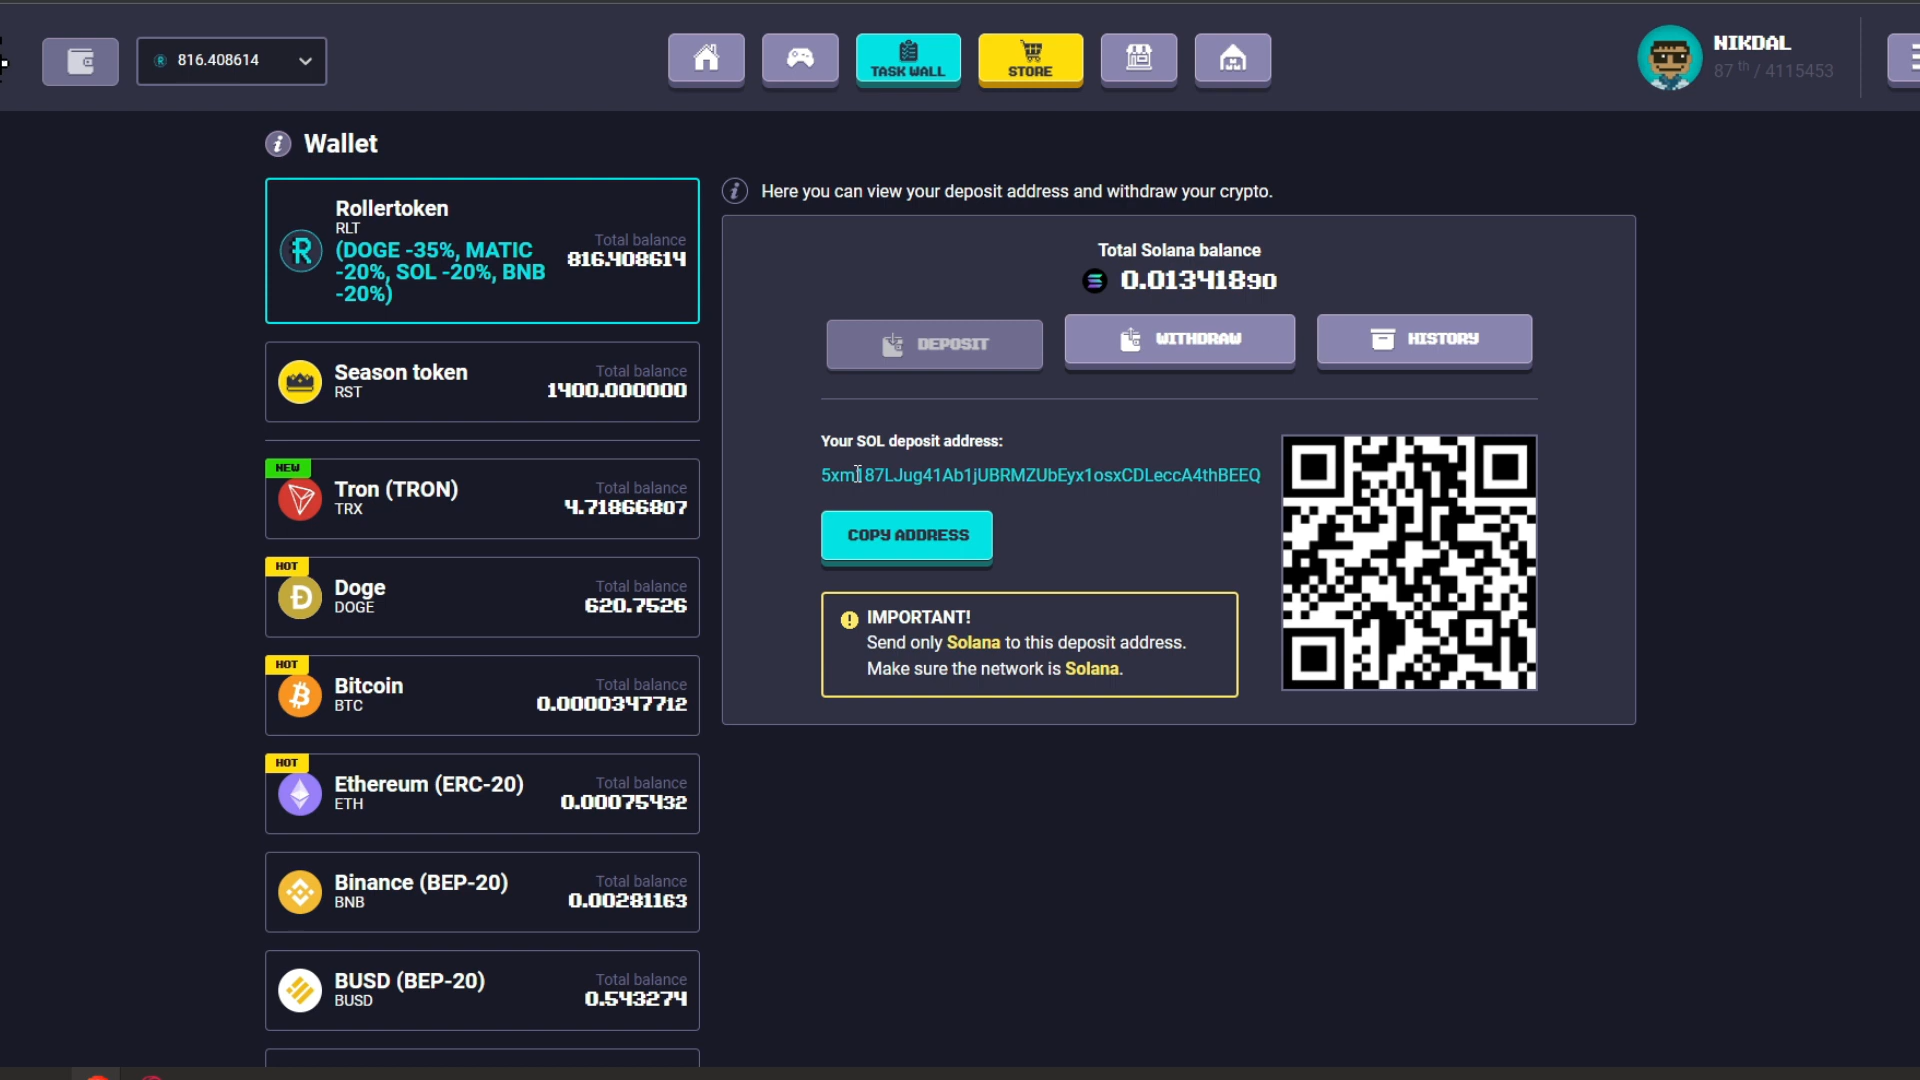 816.408614
TASK WALL
STORE
NIKDAL
87 th / 4115453
Wallet
Rollertoken
RLT
(DOGE -35%, MATIC
-20%, SOL -20%, BNB
-20%)
Total balance
816.408614
Season token
RST
Total balance
1400.000000
NEW
Tron (TRON)
TRX
Total balance
4.71866807
HOT
Doge
DOGE
Total balance
620.7526
HOT
Bitcoin
BTC
Total balance
0.0000347712
HOT
Ethereum (ERC-20)
ETH
Total balance
0.00075432
Binance (BEP-20)
BNB
Total balance
0.00281163
BUSD (BEP-20)
BUSD
Total balance
0.543274
Here you can view your deposit address and withdraw your crypto.
Total Solana balance
0.01341890
DEPOSIT
WITHDRAW
HISTORY
Your SOL deposit address:
COPY ADDRESS
IMPORTANT!
Send only Solana to this deposit address.
Make sure the network is Solana.